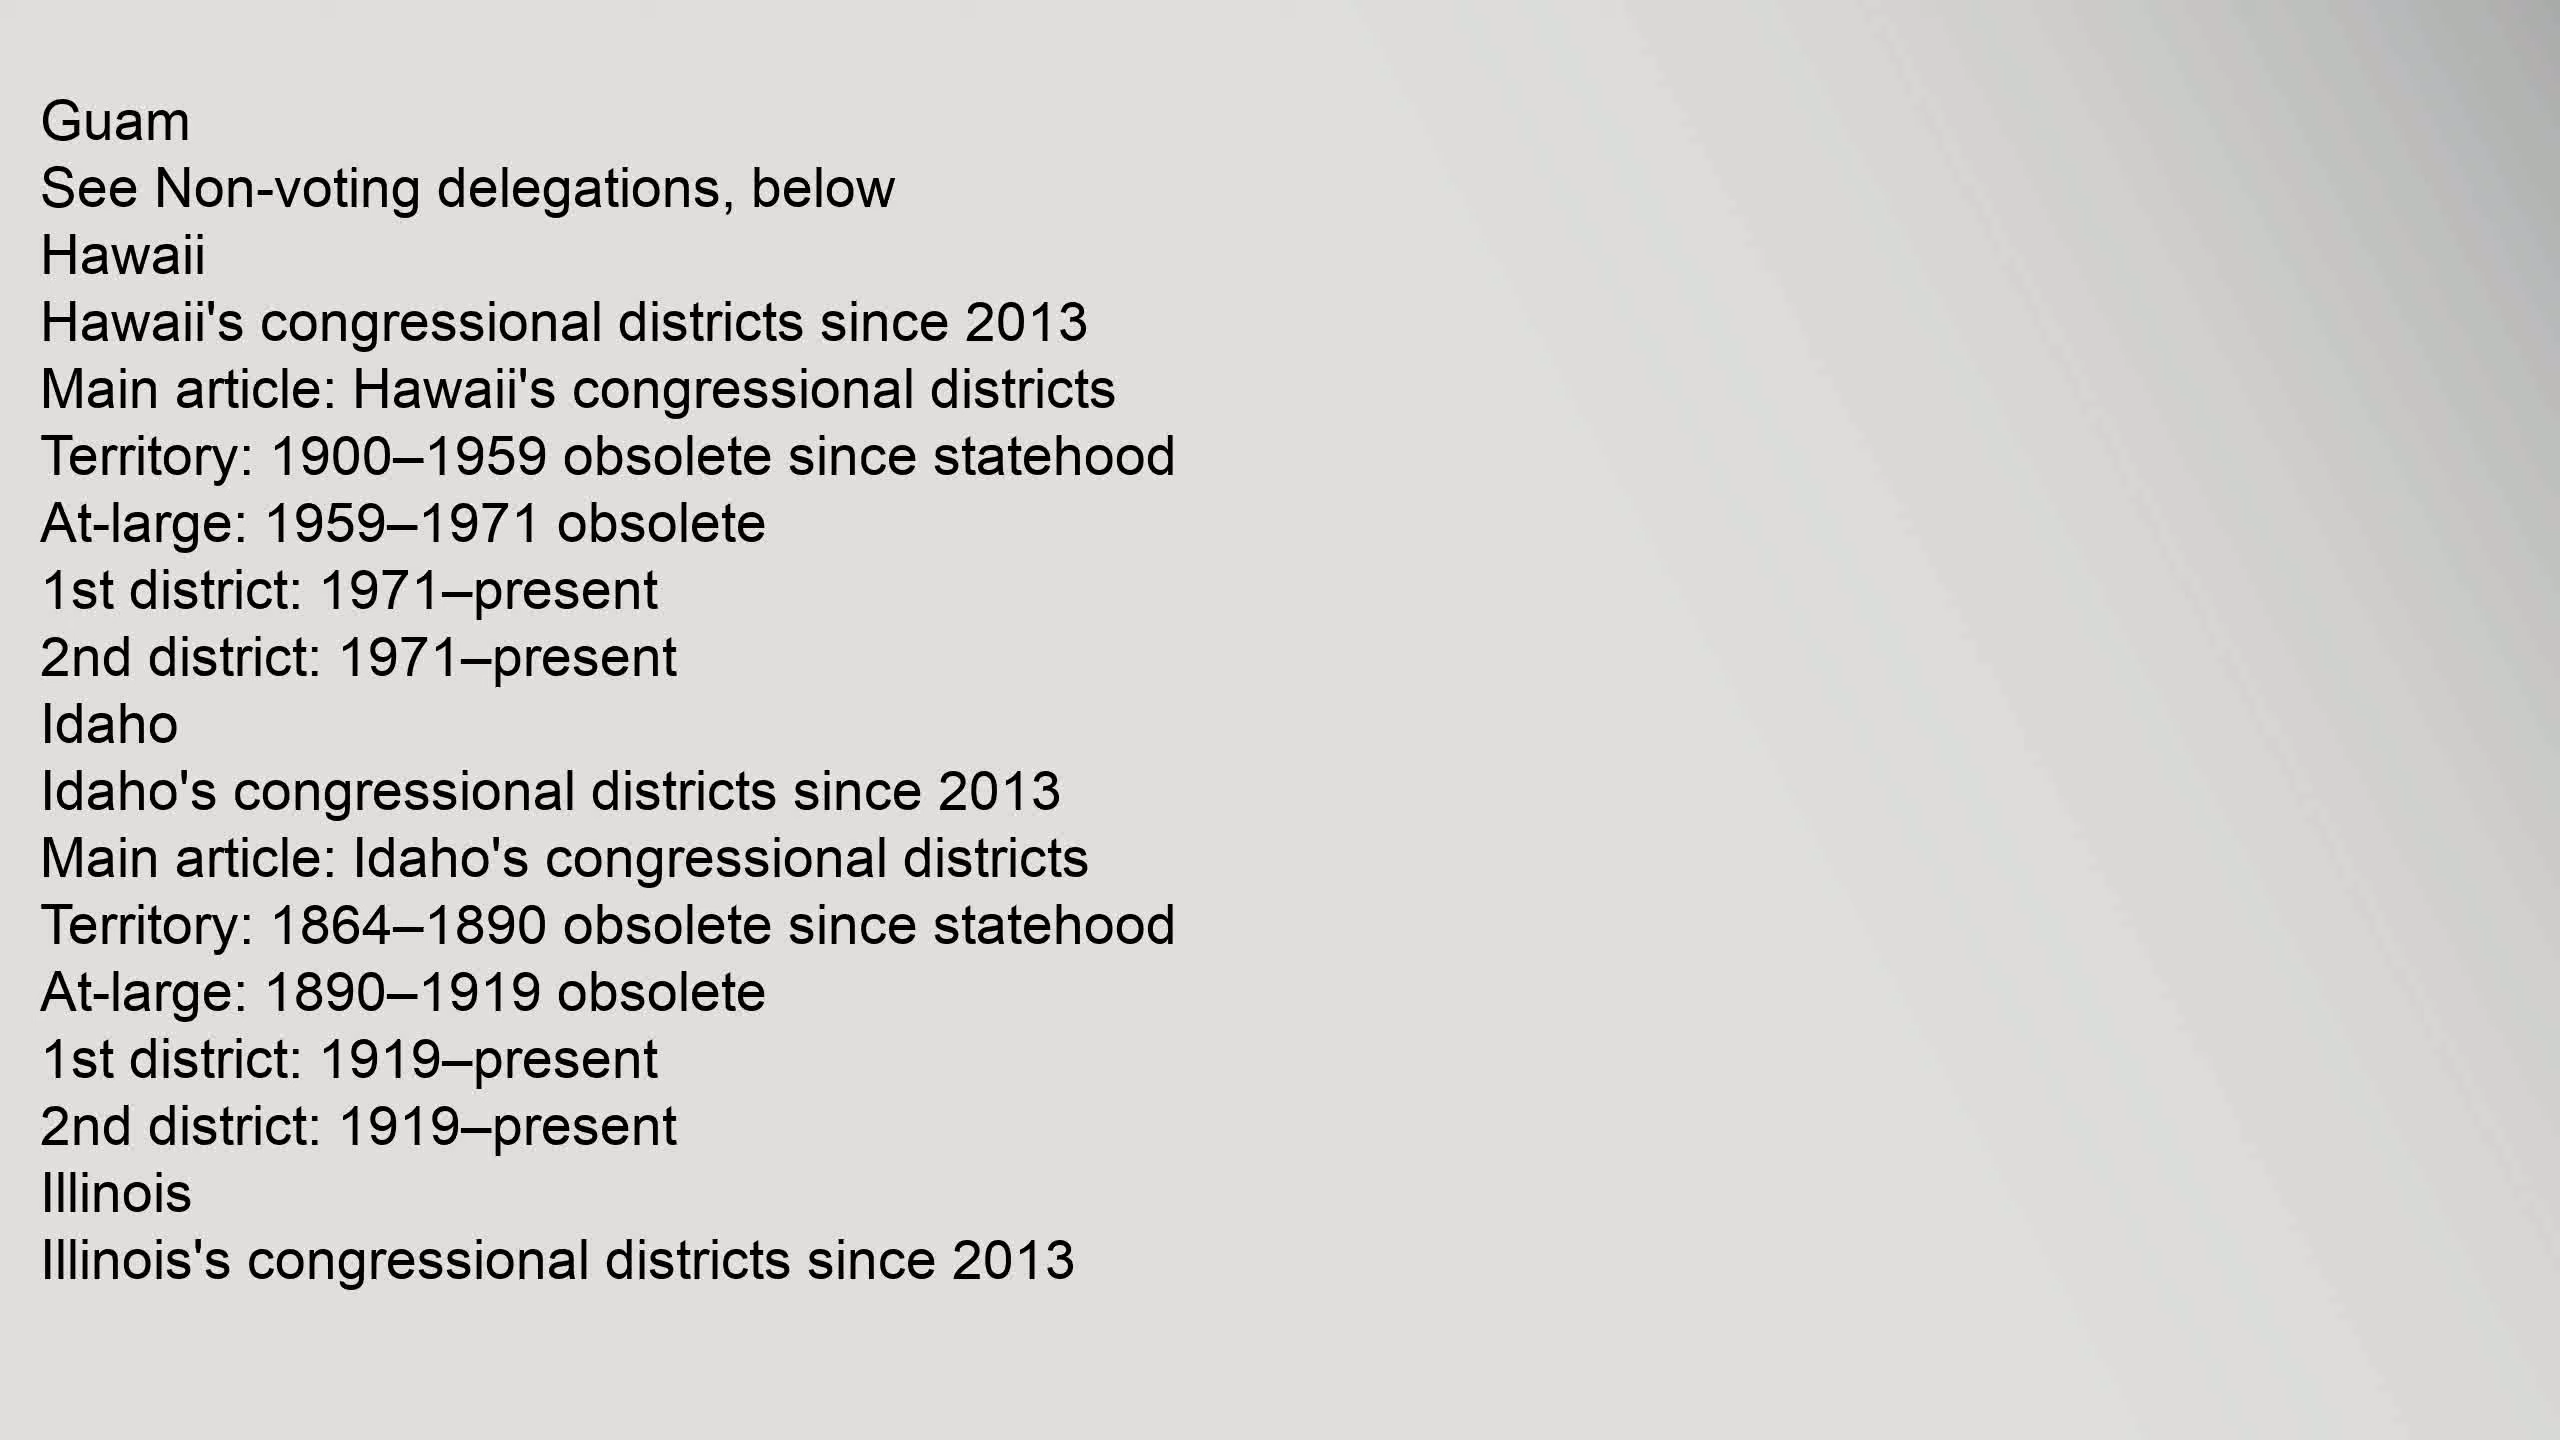 Guam
See Non-voting delegations, below
Hawaii
Hawaii's congressional districts since 2013
Main article: Hawaii's congressional districts
Territory: 1900–1959 obsolete since statehood
At-large: 1959–1971 obsolete
1st district: 1971–present
2nd district: 1971–present
Idaho
Idaho's congressional districts since 2013
Main article: Idaho's congressional districts
Territory: 1864–1890 obsolete since statehood
At-large: 1890–1919 obsolete
1st district: 1919–present
2nd district: 1919–present
Illinois
Illinois's congressional districts since 2013